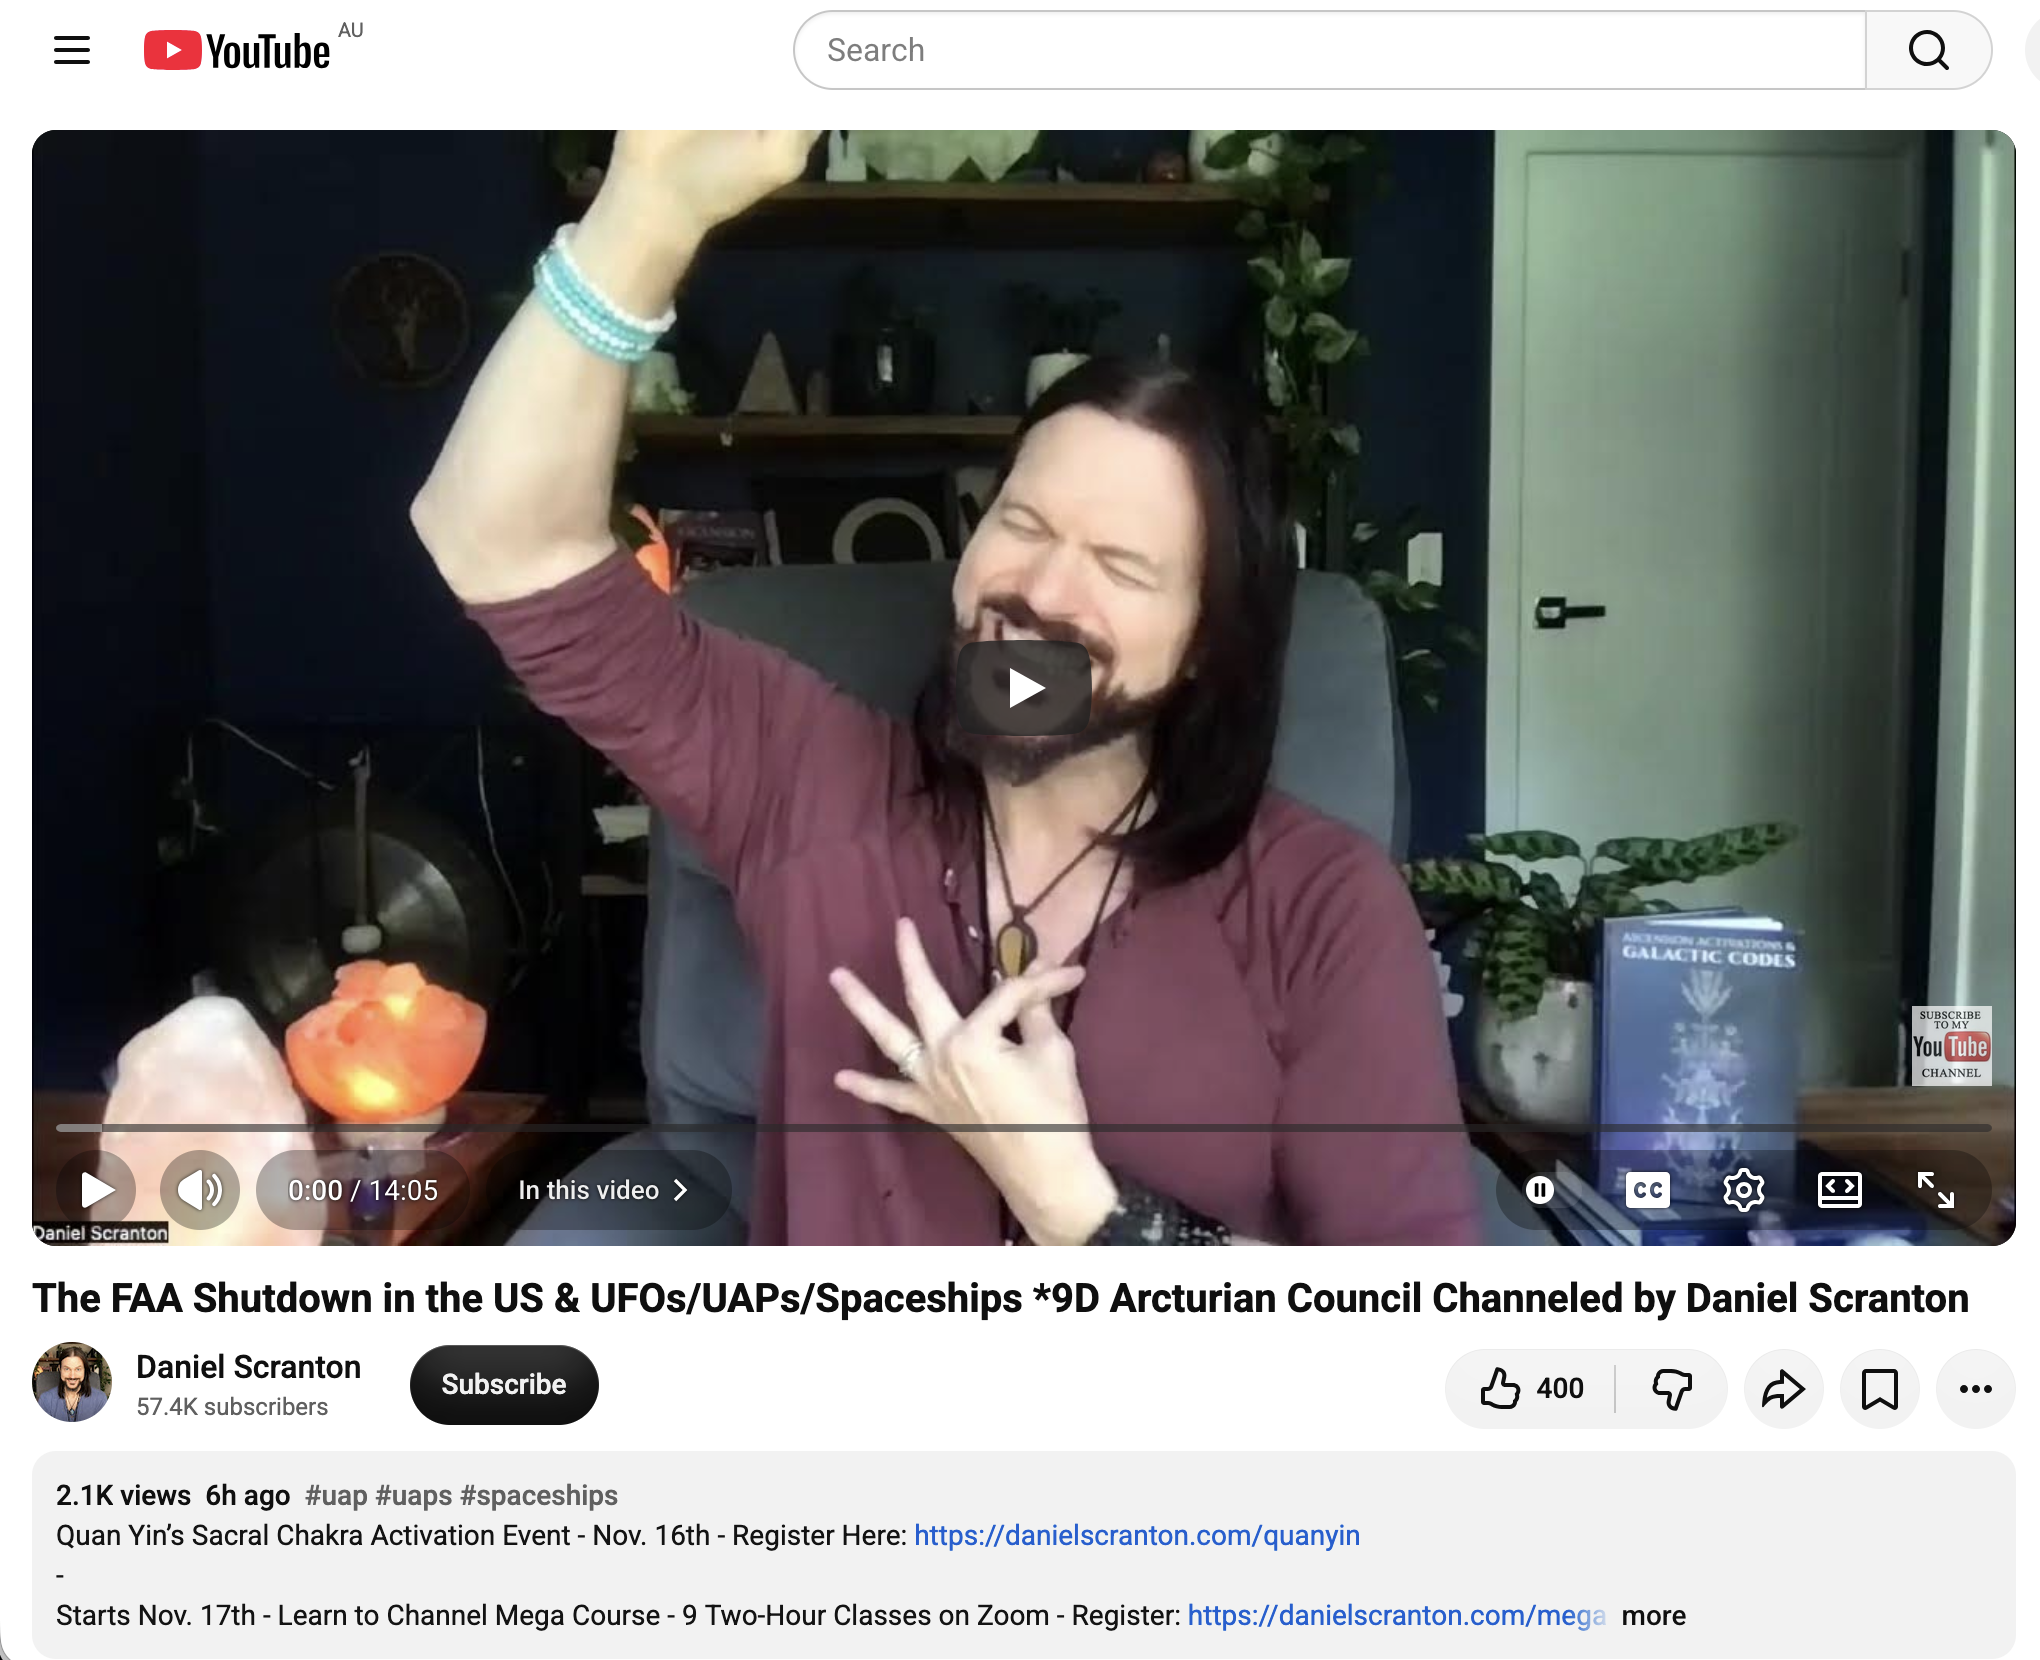 YouTube AU
Search
ASCENSION ACTIVATIONS &
GALACTIC CODES
SUBSCRIBE
TO MY
YouTube
CHANNEL
0:00 / 14:05
In this video
CC
Daniel Scranton
The FAA Shutdown in the US & UFOs/UAPs/Spaceships *9D Arcturian Council Channeled by Daniel Scranton
Daniel Scranton
57.4K subscribers
Subscribe
400
2.1K views 6h ago #uap #uaps #spaceships
Quan Yin’s Sacral Chakra Activation Event - Nov. 16th - Register Here: https://danielscranton.com/quanyin
-
Starts Nov. 17th - Learn to Channel Mega Course - 9 Two-Hour Classes on Zoom - Register: https://danielscranton.com/mega more